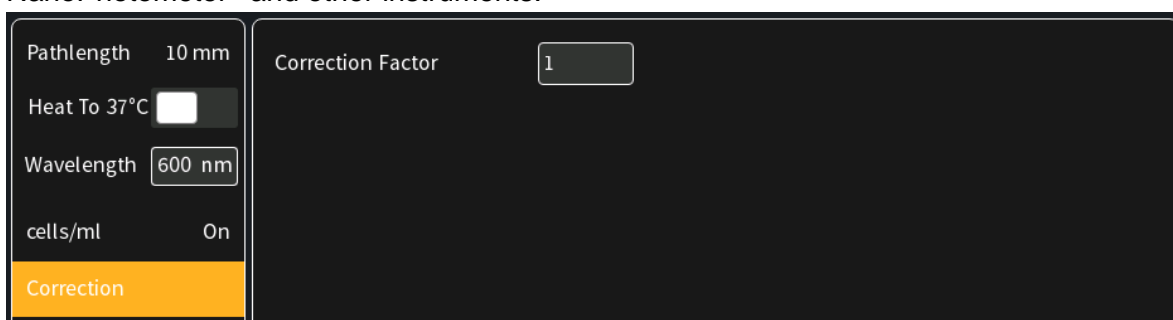 Pathlength 10 mm
Heat To 37°C
Wavelength 600 nm
cells/ml On
Correction
Correction Factor 1